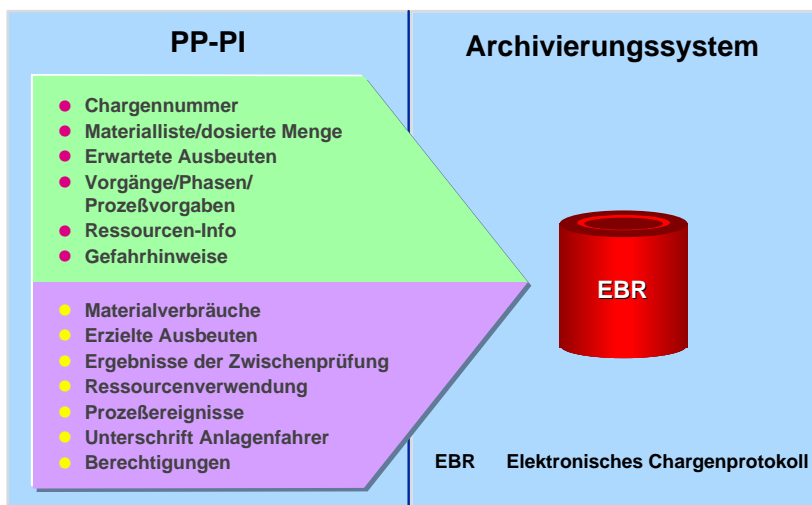 PP-PI
Archivierungssystem
Chargennummer
Materialliste/dosierte Menge
Erwartete Ausbeuten
Vorgänge/Phasen/
Prozeßvorgaben
Ressourcen-Info
Gefahrhinweise
Materialverbräuche
Erzielte Ausbeuten
Ergebnisse der Zwischenprüfung
Ressourcenverwendung
Prozeßereignisse
Unterschrift Anlagenfahrer
Berechtigungen
EBR
EBR Elektronisches Chargenprotokoll